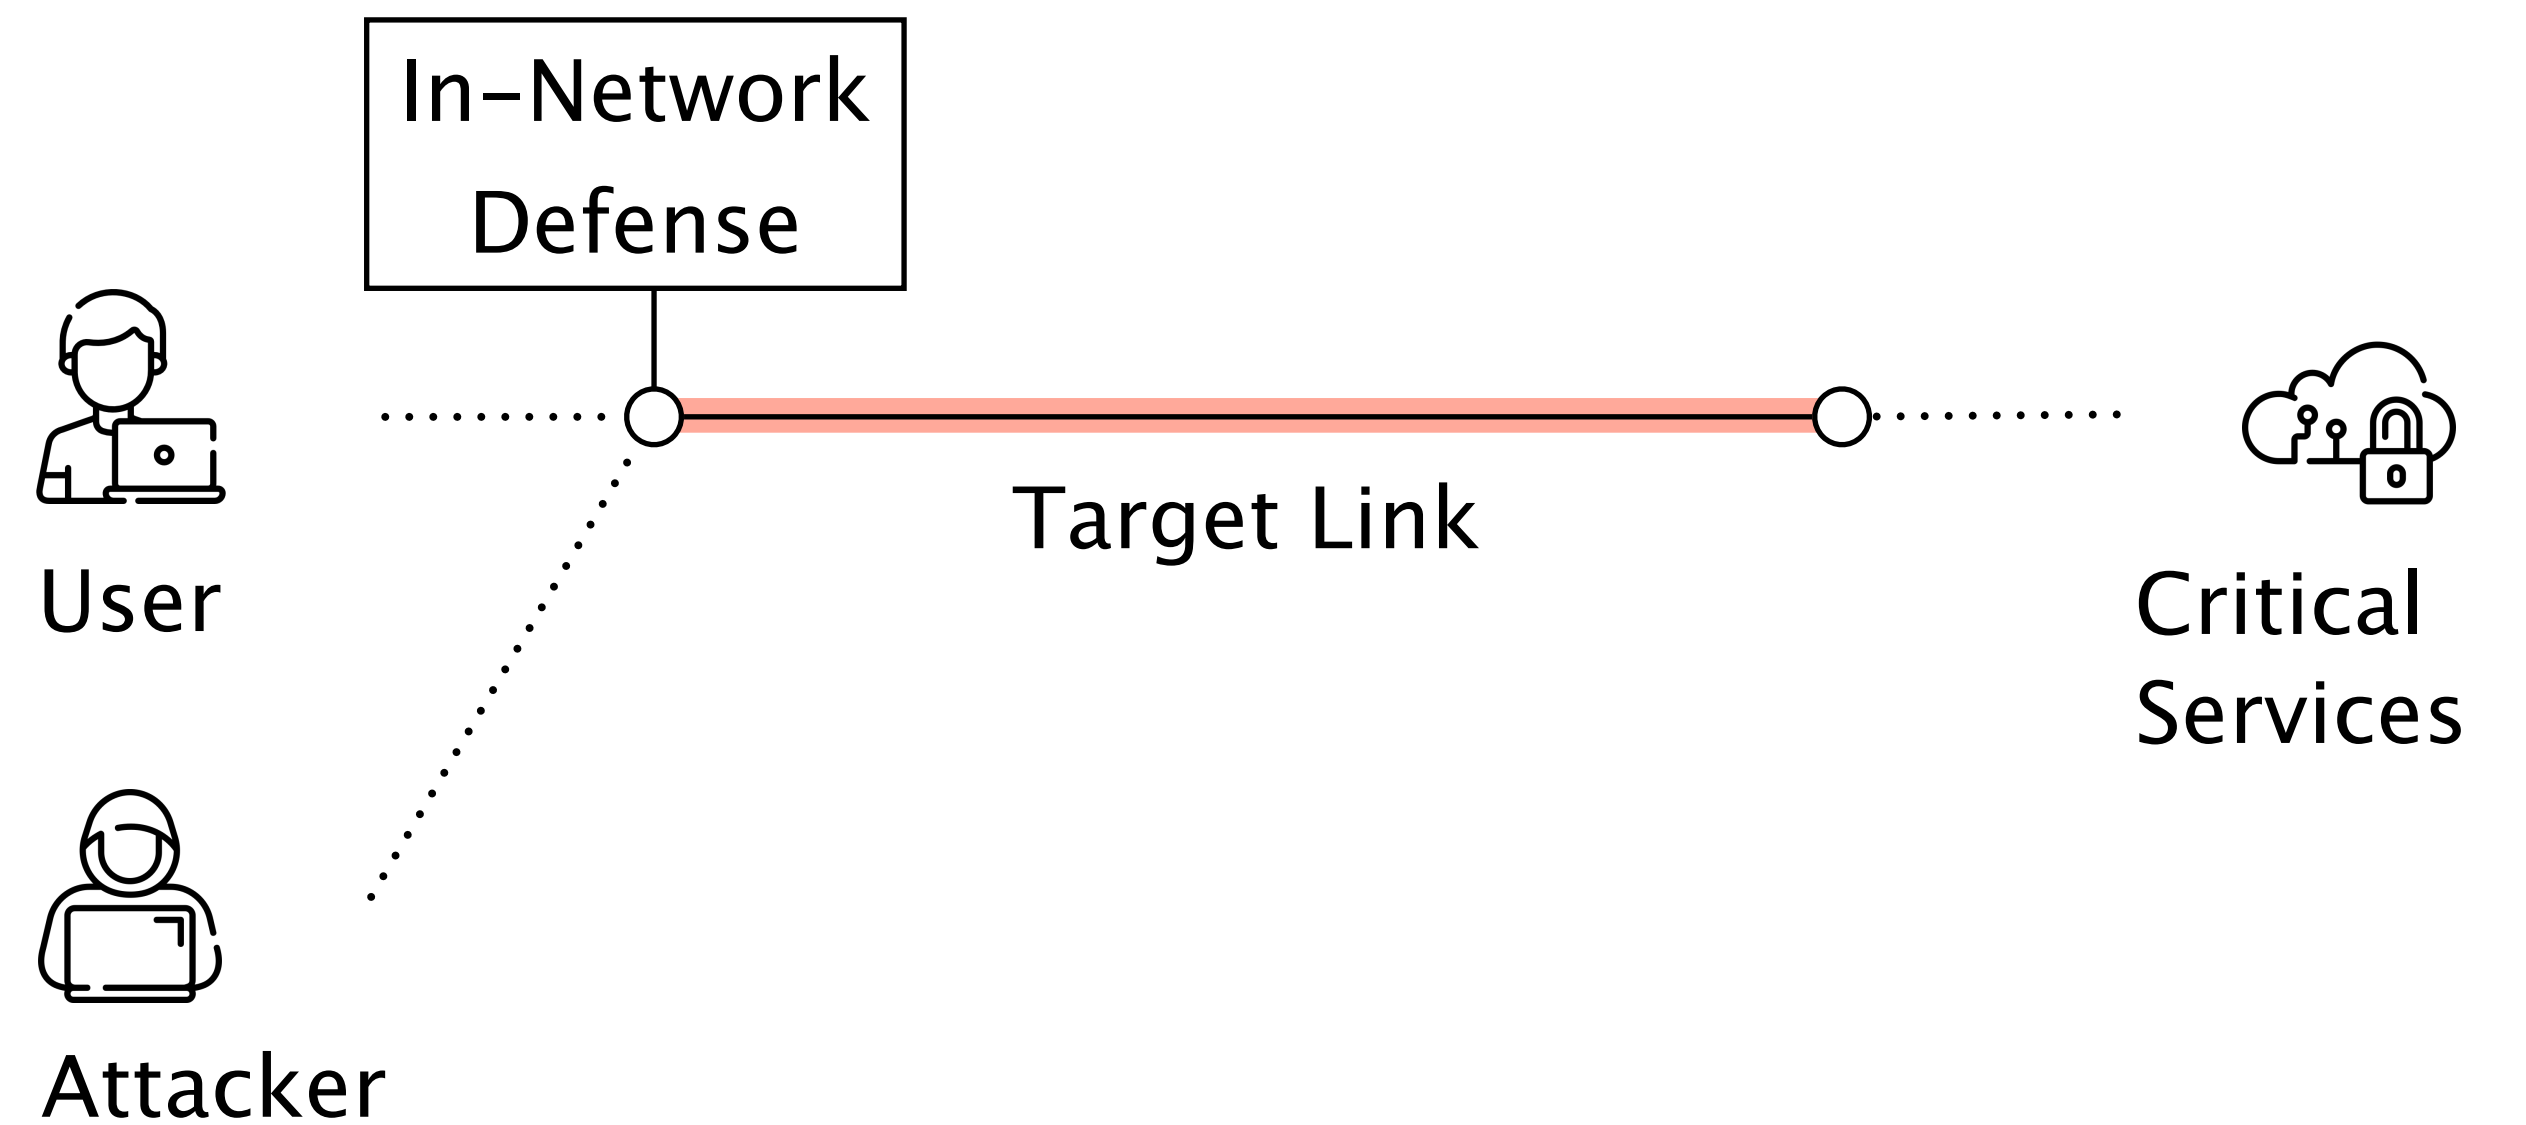 In-Network
Defense
Target Link
User
Critical
Services
Attacker